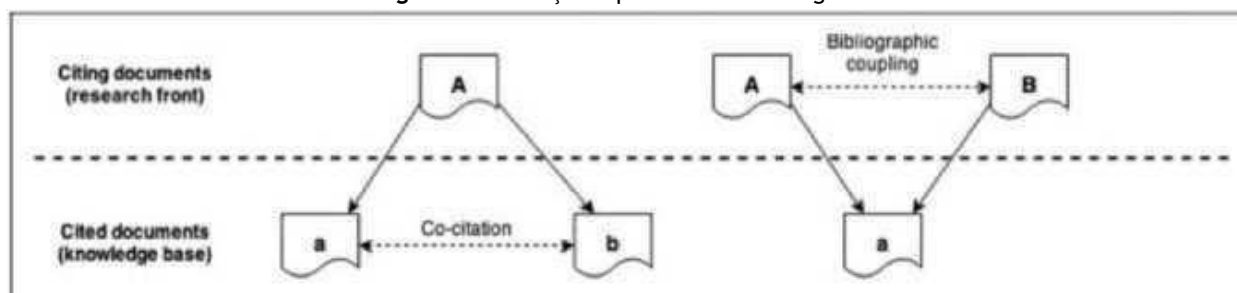 Citing documents
(research front)
A
A
Bibliographic
coupling
B
Cited documents
(knowledge base)
a
Co-citation
b
a